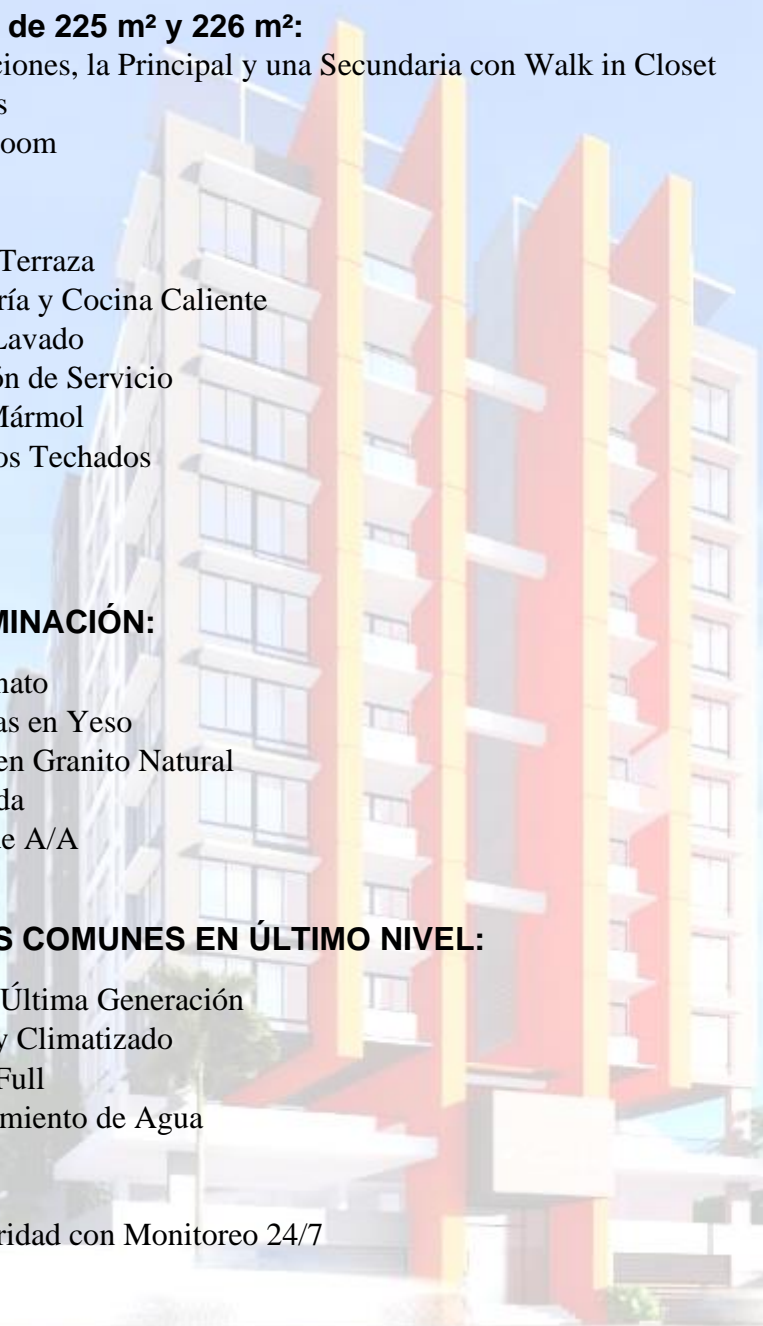 de 225 m² y 226 m²:
ciones, la Principal y una Secundaria con Walk in Closet
s
oom
Terraza
ría y Cocina Caliente
Lavado
ón de Servicio
Mármol
os Techados
MINACIÓN:
nato
as en Yeso
en Granito Natural
da
de A/A
S COMUNES EN ÚLTIMO NIVEL:
Última Generación
y Climatizado
Full
miento de Agua
ridad con Monitoreo 24/7